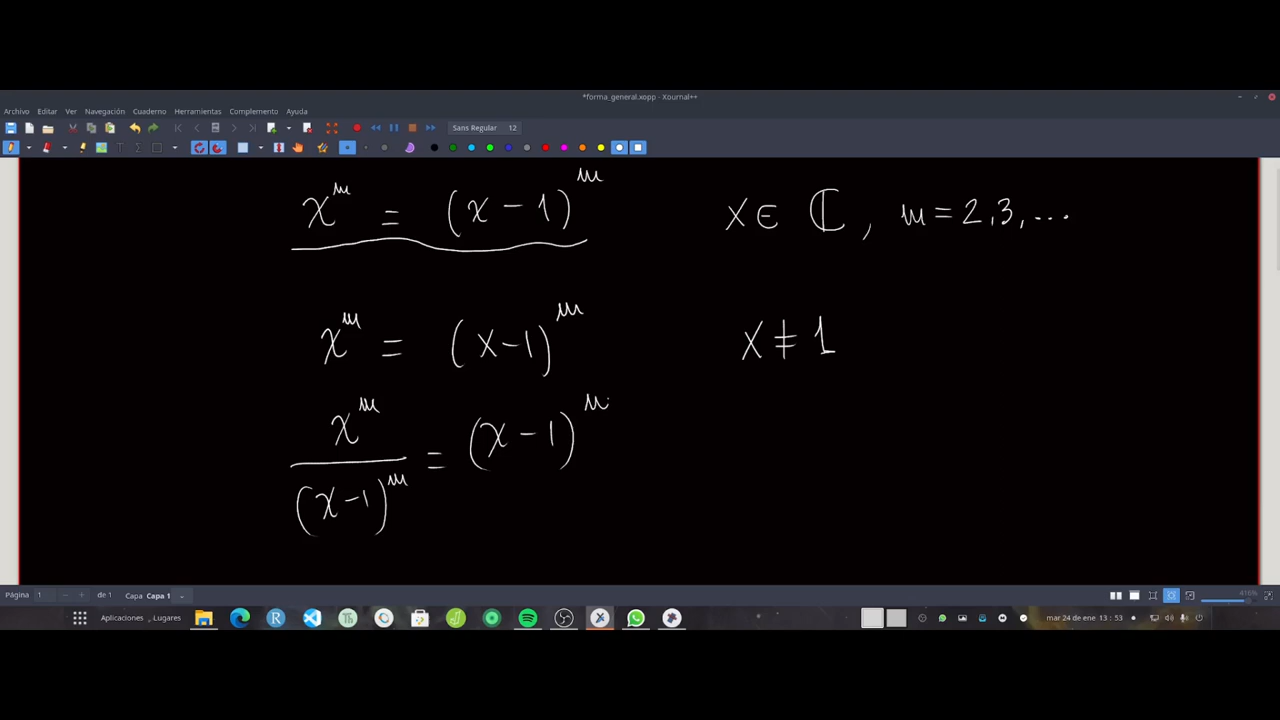 *forma_general.xopp - Xournal++
Archivo Editar Ver Navegación Cuaderno Herramientas Complemento Ayuda
Sans Regular 12
x^m = (x - 1)^m x ∈ ℂ, m = 2,3,...
x^m = (x-1)^m x ≠ 1
x^m / (x-1)^m = (x - 1)^m
Página 1 de 1 Capa Capa 1 416%
Aplicaciones Lugares mar 24 de ene 13 : 53